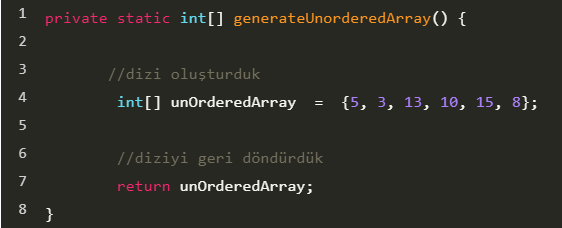 1 private static int[] generateUnorderedArray() {
2
3 //dizi oluşturduk
4 int[] unOrderedArray = {5, 3, 13, 10, 15, 8};
5
6 //diziyi geri döndürdük
7 return unOrderedArray;
8 }